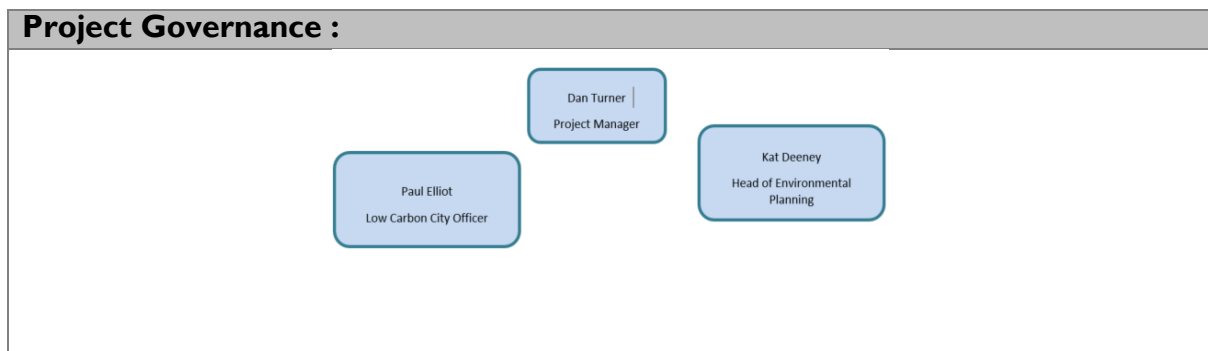 Project Governance :
Dan Turner
Project Manager
Kat Deeney
Head of Environmental
Planning
Paul Elliot
Low Carbon City Officer